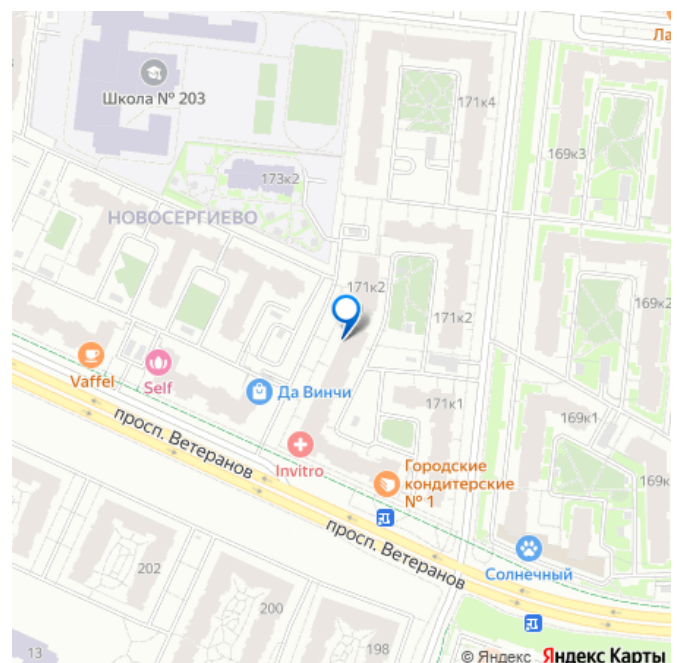 Ла
Школа № 203
171к4
169к3
173к2
НОВОСЕРГИЕВО
171к2
171к2
169к2
Vaffel
Self
Да Винчи
171к1
169к1
просп. Ветеранов
Invitro
Городские
кондитерские
№ 1
169к
просп. Ветеранов
Солнечный
202
200
198
13
© Яндекс Яндекс Карты